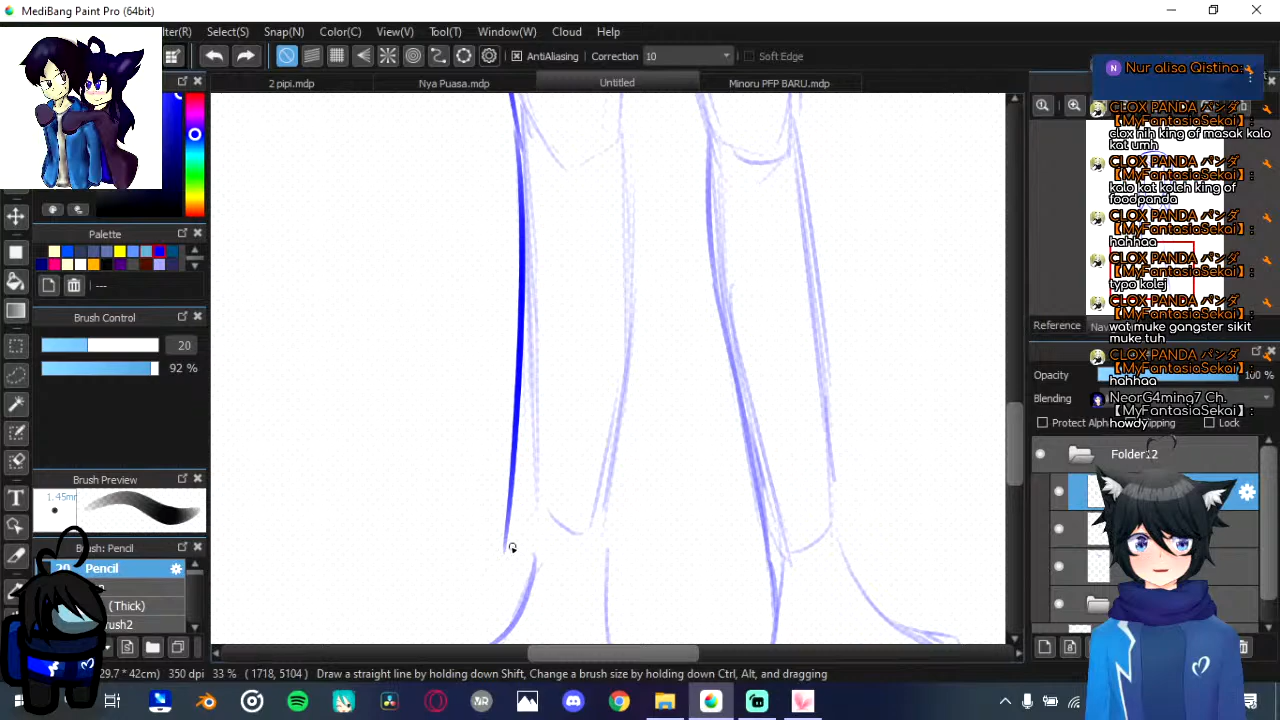 MediBang Paint Pro (64bit)
lter(R) Select(S) Snap(N) Color(C) View(V) Tool(T) Window(W) Cloud Help
AntiAliasing Correction 10 Soft Edge
2 pipi.mdp Nya Puasa.mdp Untitled Minoru PFP BARU.mdp
Nur alisa Qistina:
CLOX PANDA パンダ
【MyFantasiaSekai】:
clox nih king of masak kalo
kat umh
CLOX PANDA パンダ
【MyFantasiaSekai】:
kalo kat koleh king of
foodpanda
CLOX PANDA パンダ
【MyFantasiaSekai】:
hahhaa
CLOX PANDA パンダ
【MyFantasiaSekai】:
typo kolej
CLOX PANDA パンダ
【MyFantasiaSekai】:
watmuke gangster sikit
muke tuh
CLOX PANDA パンダ
【MyFantasiaSekai】:
hahhaa
NeorG4ming7 Ch.
【MyFantasiaSekai】:
howdy
Palette
---
Brush Control
20
92 %
Brush Preview
1.45m
Brush: Pencil
20 Pencil
(Thick)
rush2
Reference Nav
Opacity 100 %
Blending
Protect Alph Clipping Lock
Folder12
29.7 * 42cm) 350 dpi 33 % ( 1718, 5104 ) Draw a straight line by holding down Shift, Change a brush size by holding down Ctrl, Alt, and dragging